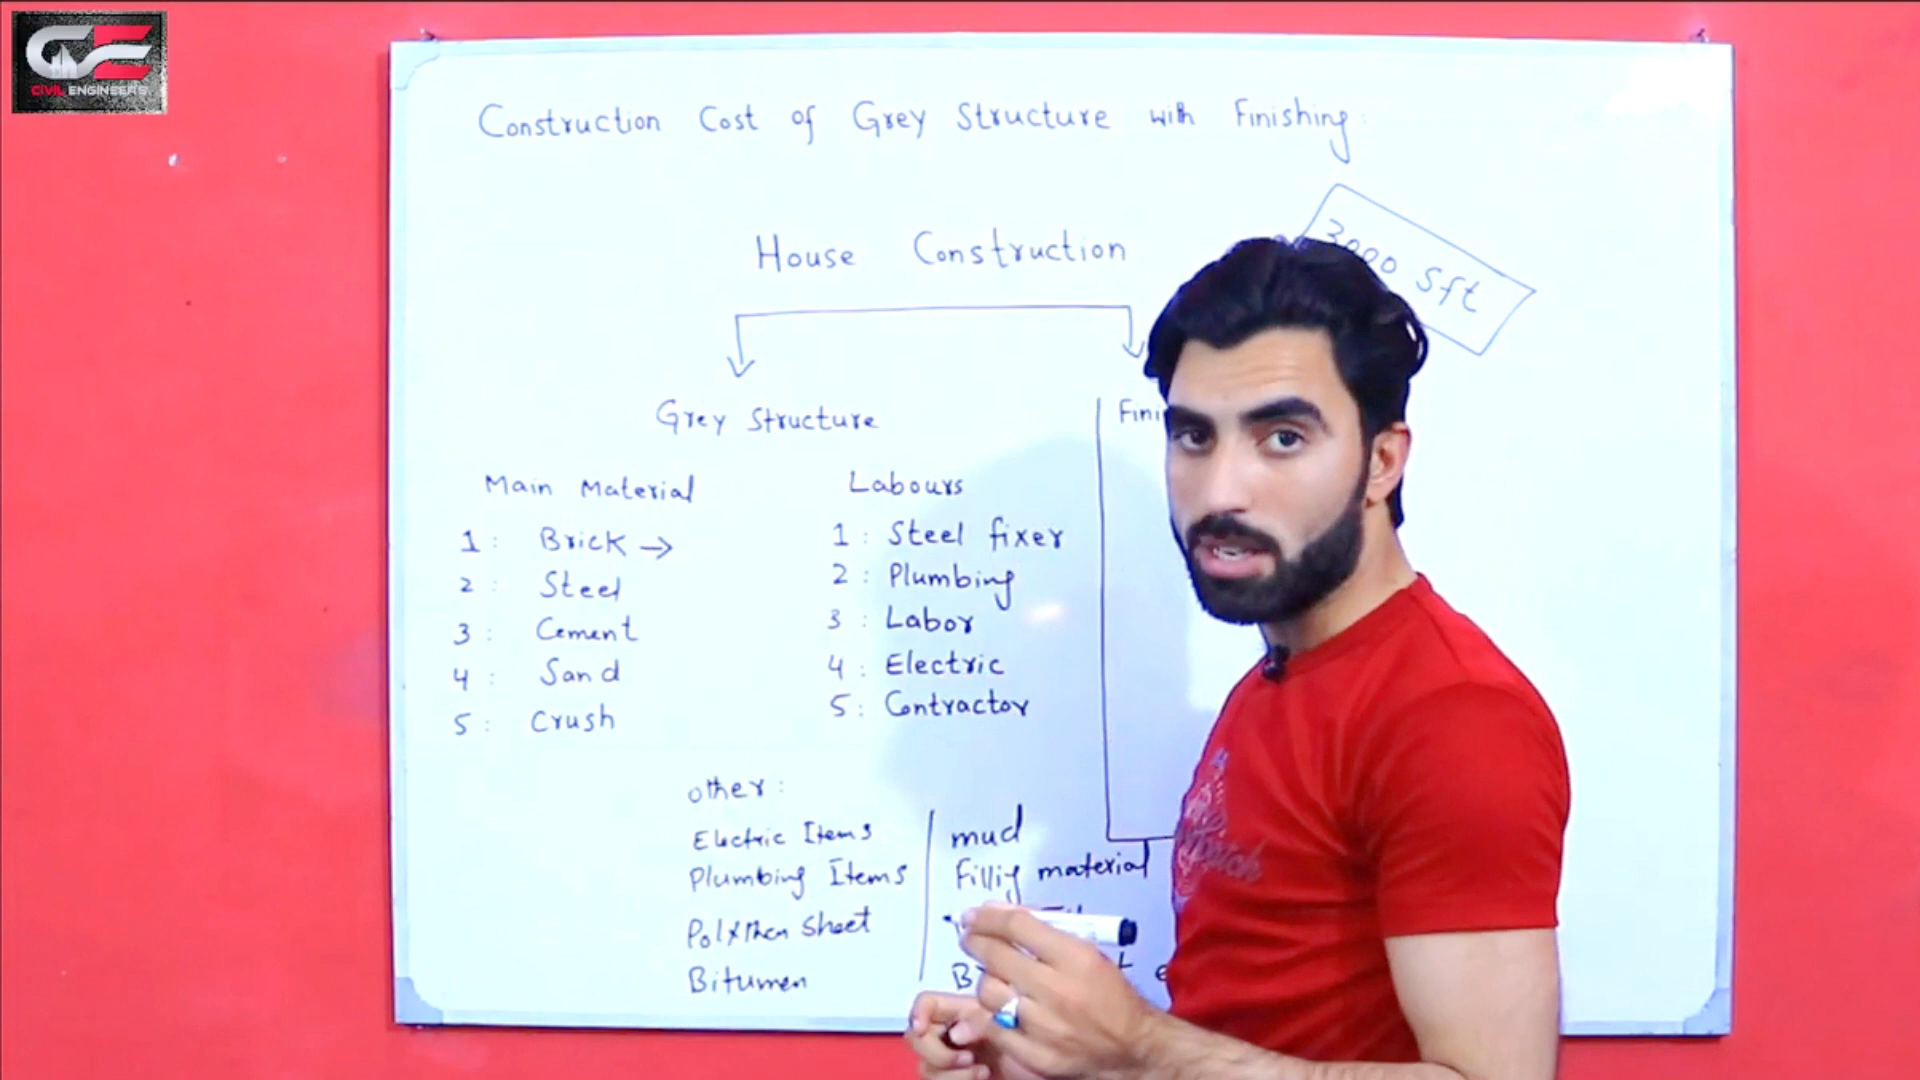 CIVIL ENGINEERS
Construction Cost of Grey Structure with Finishing:
3000 Sft
House Construction
Grey Structure
Main Material
1: Brick →
2: Steel
3: Cement
4: Sand
5: Crush
Labours
1: Steel fixer
2: Plumbing
3: Labor
4: Electric
5: Contractor
other:
Electric Items
Plumbing Items
Polythen Sheet
Bitumen
mud
Fillig material